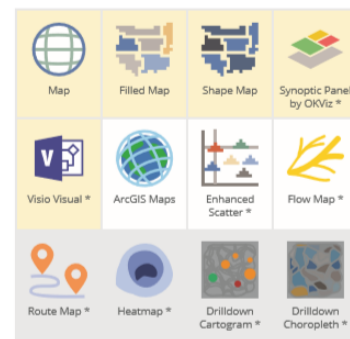 Map
Filled Map
Shape Map
Synoptic Panel
by OKViz *
V
Visio Visual *
ArcGIS Maps
Enhanced
Scatter *
Flow Map *
Route Map *
Heatmap *
Drilldown
Cartogram *
Drilldown
Choropleth *